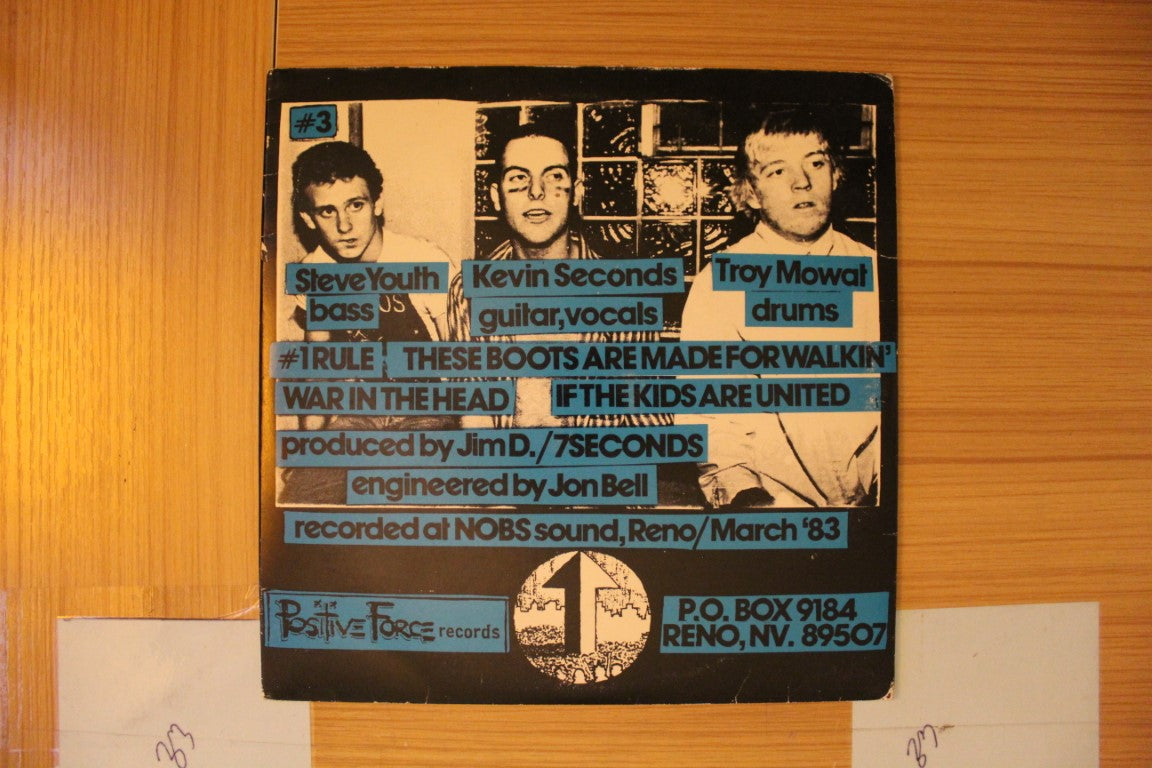 #3
Steve Youth
bass
Kevin Seconds
guitar, vocals
Troy Mowat
drums
#1 RULE THESE BOOTS ARE MADE FOR WALKIN'
WAR IN THE HEAD IF THE KIDS ARE UNITED
produced by Jim D./7SECONDS
engineered by Jon Bell
recorded at NOBS sound, Reno/March '83
POSITIVE FORCE records
P.O. BOX 9184
RENO, NV. 89507